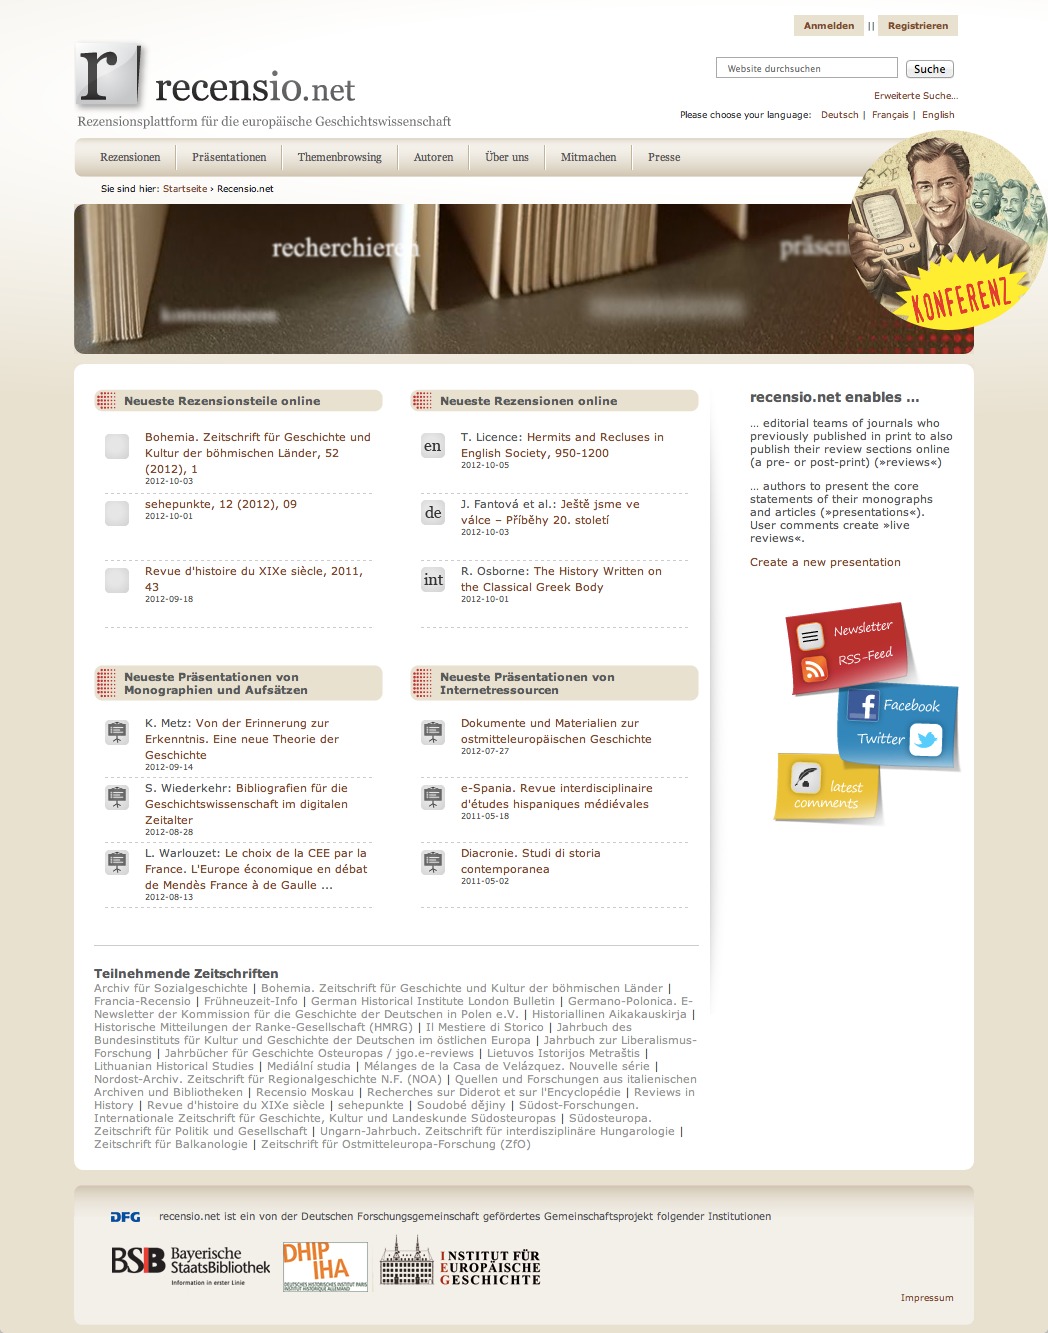 Anmelden || Registrieren
r recensio.net
Website durchsuchen Suche
Erweiterte Suche...
Please choose your language: Deutsch | Français | English
Rezensionsplattform für die europäische Geschichtswissenschaft
Rezensionen Präsentationen Themenbrowsing Autoren Über uns Mitmachen Presse
Sie sind hier: Startseite › Recensio.net
recherchieren
präsen
kommentieren
KONFERENZ
Neueste Rezensionsteile online
Bohemia. Zeitschrift für Geschichte und
Kultur der böhmischen Länder, 52
(2012), 1
2012-10-03
sehepunkte, 12 (2012), 09
2012-10-01
Revue d'histoire du XIXe siècle, 2011,
43
2012-09-18
Neueste Rezensionen online
en T. Licence: Hermits and Recluses in
English Society, 950-1200
2012-10-05
de J. Fantová et al.: Ještě jsme ve
válce – Příběhy 20. století
2012-10-03
int R. Osborne: The History Written on
the Classical Greek Body
2012-10-01
recensio.net enables ...
... editorial teams of journals who
previously published in print to also
publish their review sections online
(a pre- or post-print) (»reviews«)
... authors to present the core
statements of their monographs
and articles (»presentations«).
User comments create »live
reviews«.
Create a new presentation
Newsletter
RSS-Feed
Facebook
Twitter
latest
comments
Neueste Präsentationen von
Monographien und Aufsätzen
K. Metz: Von der Erinnerung zur
Erkenntnis. Eine neue Theorie der
Geschichte
2012-09-14
S. Wiederkehr: Bibliografien für die
Geschichtswissenschaft im digitalen
Zeitalter
2012-08-28
L. Warlouzet: Le choix de la CEE par la
France. L'Europe économique en débat
de Mendès France à de Gaulle ...
2012-08-13
Neueste Präsentationen von
Internetressourcen
Dokumente und Materialien zur
ostmitteleuropäischen Geschichte
2012-07-27
e-Spania. Revue interdisciplinaire
d'études hispaniques médiévales
2011-05-18
Diacronie. Studi di storia
contemporanea
2011-05-02
Teilnehmende Zeitschriften
Archiv für Sozialgeschichte | Bohemia. Zeitschrift für Geschichte und Kultur der böhmischen Länder |
Francia-Recensio | Frühneuzeit-Info | German Historical Institute London Bulletin | Germano-Polonica. E-
Newsletter der Kommission für die Geschichte der Deutschen in Polen e.V. | Historiallinen Aikakauskirja |
Historische Mitteilungen der Ranke-Gesellschaft (HMRG) | Il Mestiere di Storico | Jahrbuch des
Bundesinstituts für Kultur und Geschichte der Deutschen im östlichen Europa | Jahrbuch zur Liberalismus-
Forschung | Jahrbücher für Geschichte Osteuropas / jgo.e-reviews | Lietuvos Istorijos Metraštis |
Lithuanian Historical Studies | Mediální studia | Mélanges de la Casa de Velázquez. Nouvelle série |
Nordost-Archiv. Zeitschrift für Regionalgeschichte N.F. (NOA) | Quellen und Forschungen aus italienischen
Archiven und Bibliotheken | Recensio Moskau | Recherches sur Diderot et sur l'Encyclopédie | Reviews in
History | Revue d'histoire du XIXe siècle | sehepunkte | Soudobé dějiny | Südost-Forschungen.
Internationale Zeitschrift für Geschichte, Kultur und Landeskunde Südosteuropas | Südosteuropa.
Zeitschrift für Politik und Gesellschaft | Ungarn-Jahrbuch. Zeitschrift für interdisziplinäre Hungarologie |
Zeitschrift für Balkanologie | Zeitschrift für Ostmitteleuropa-Forschung (ZfO)
DFG recensio.net ist ein von der Deutschen Forschungsgemeinschaft gefördertes Gemeinschaftsprojekt folgender Institutionen
BSB Bayerische
StaatsBibliothek
Information in erster Linie
DHIP
IHA
DEUTSCHES HISTORISCHES INSTITUT PARIS
INSTITUT HISTORIQUE ALLEMAND
INSTITUT FÜR
EUROPÄISCHE
GESCHICHTE
Impressum